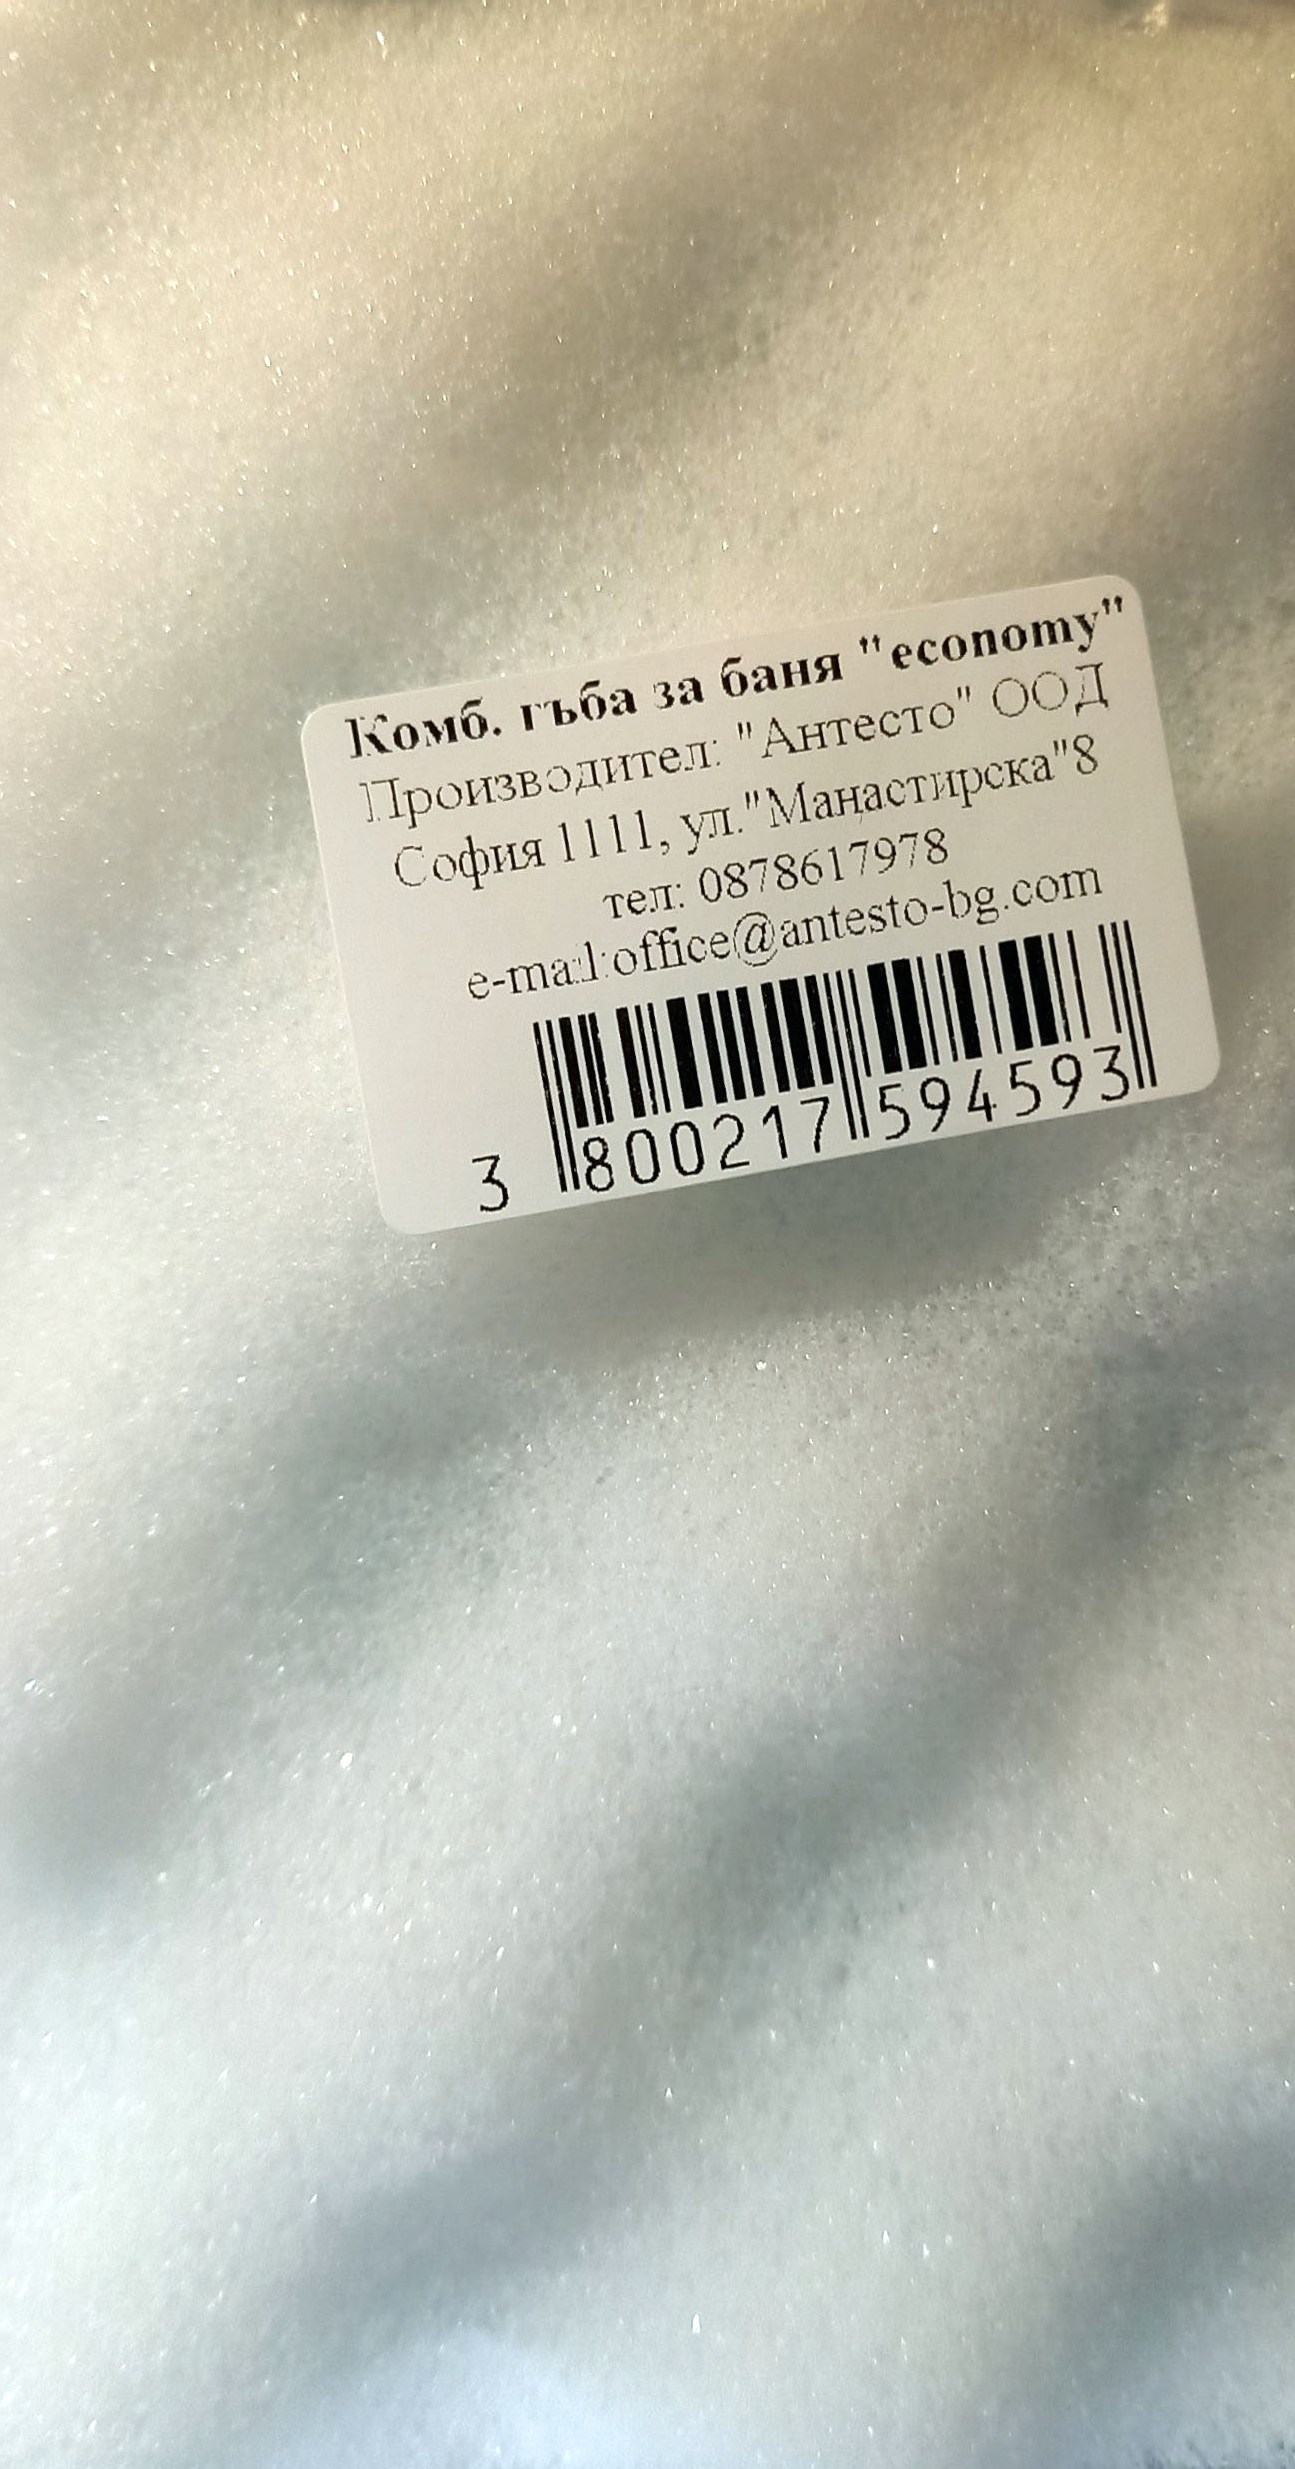 Комб. гъба за баня "economy"
Производител: "Антесто" ООД
София 1111, ул."Манастирска"8
тел: 0878617978
e-mail:office@antesto-bg.com
3 800217 594593